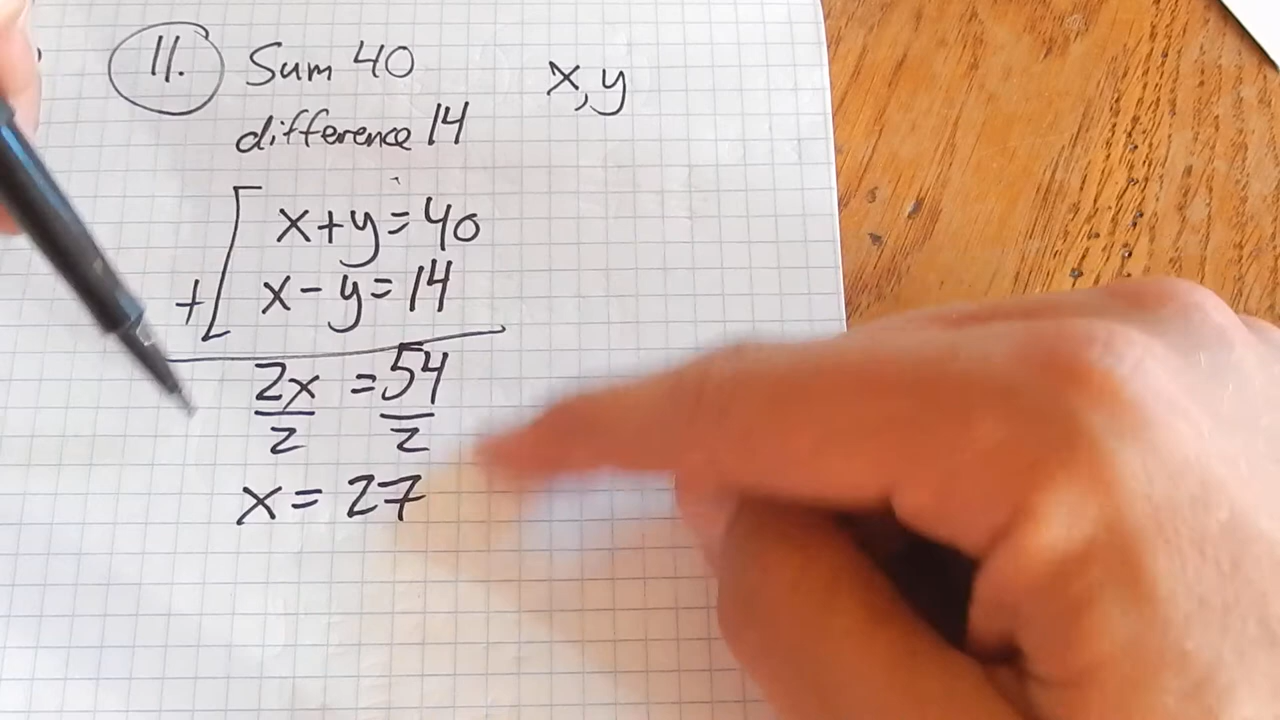 11. Sum 40 x,y
difference 14
x+y=40
+ x-y=14
2x = 54
2 2
x = 27